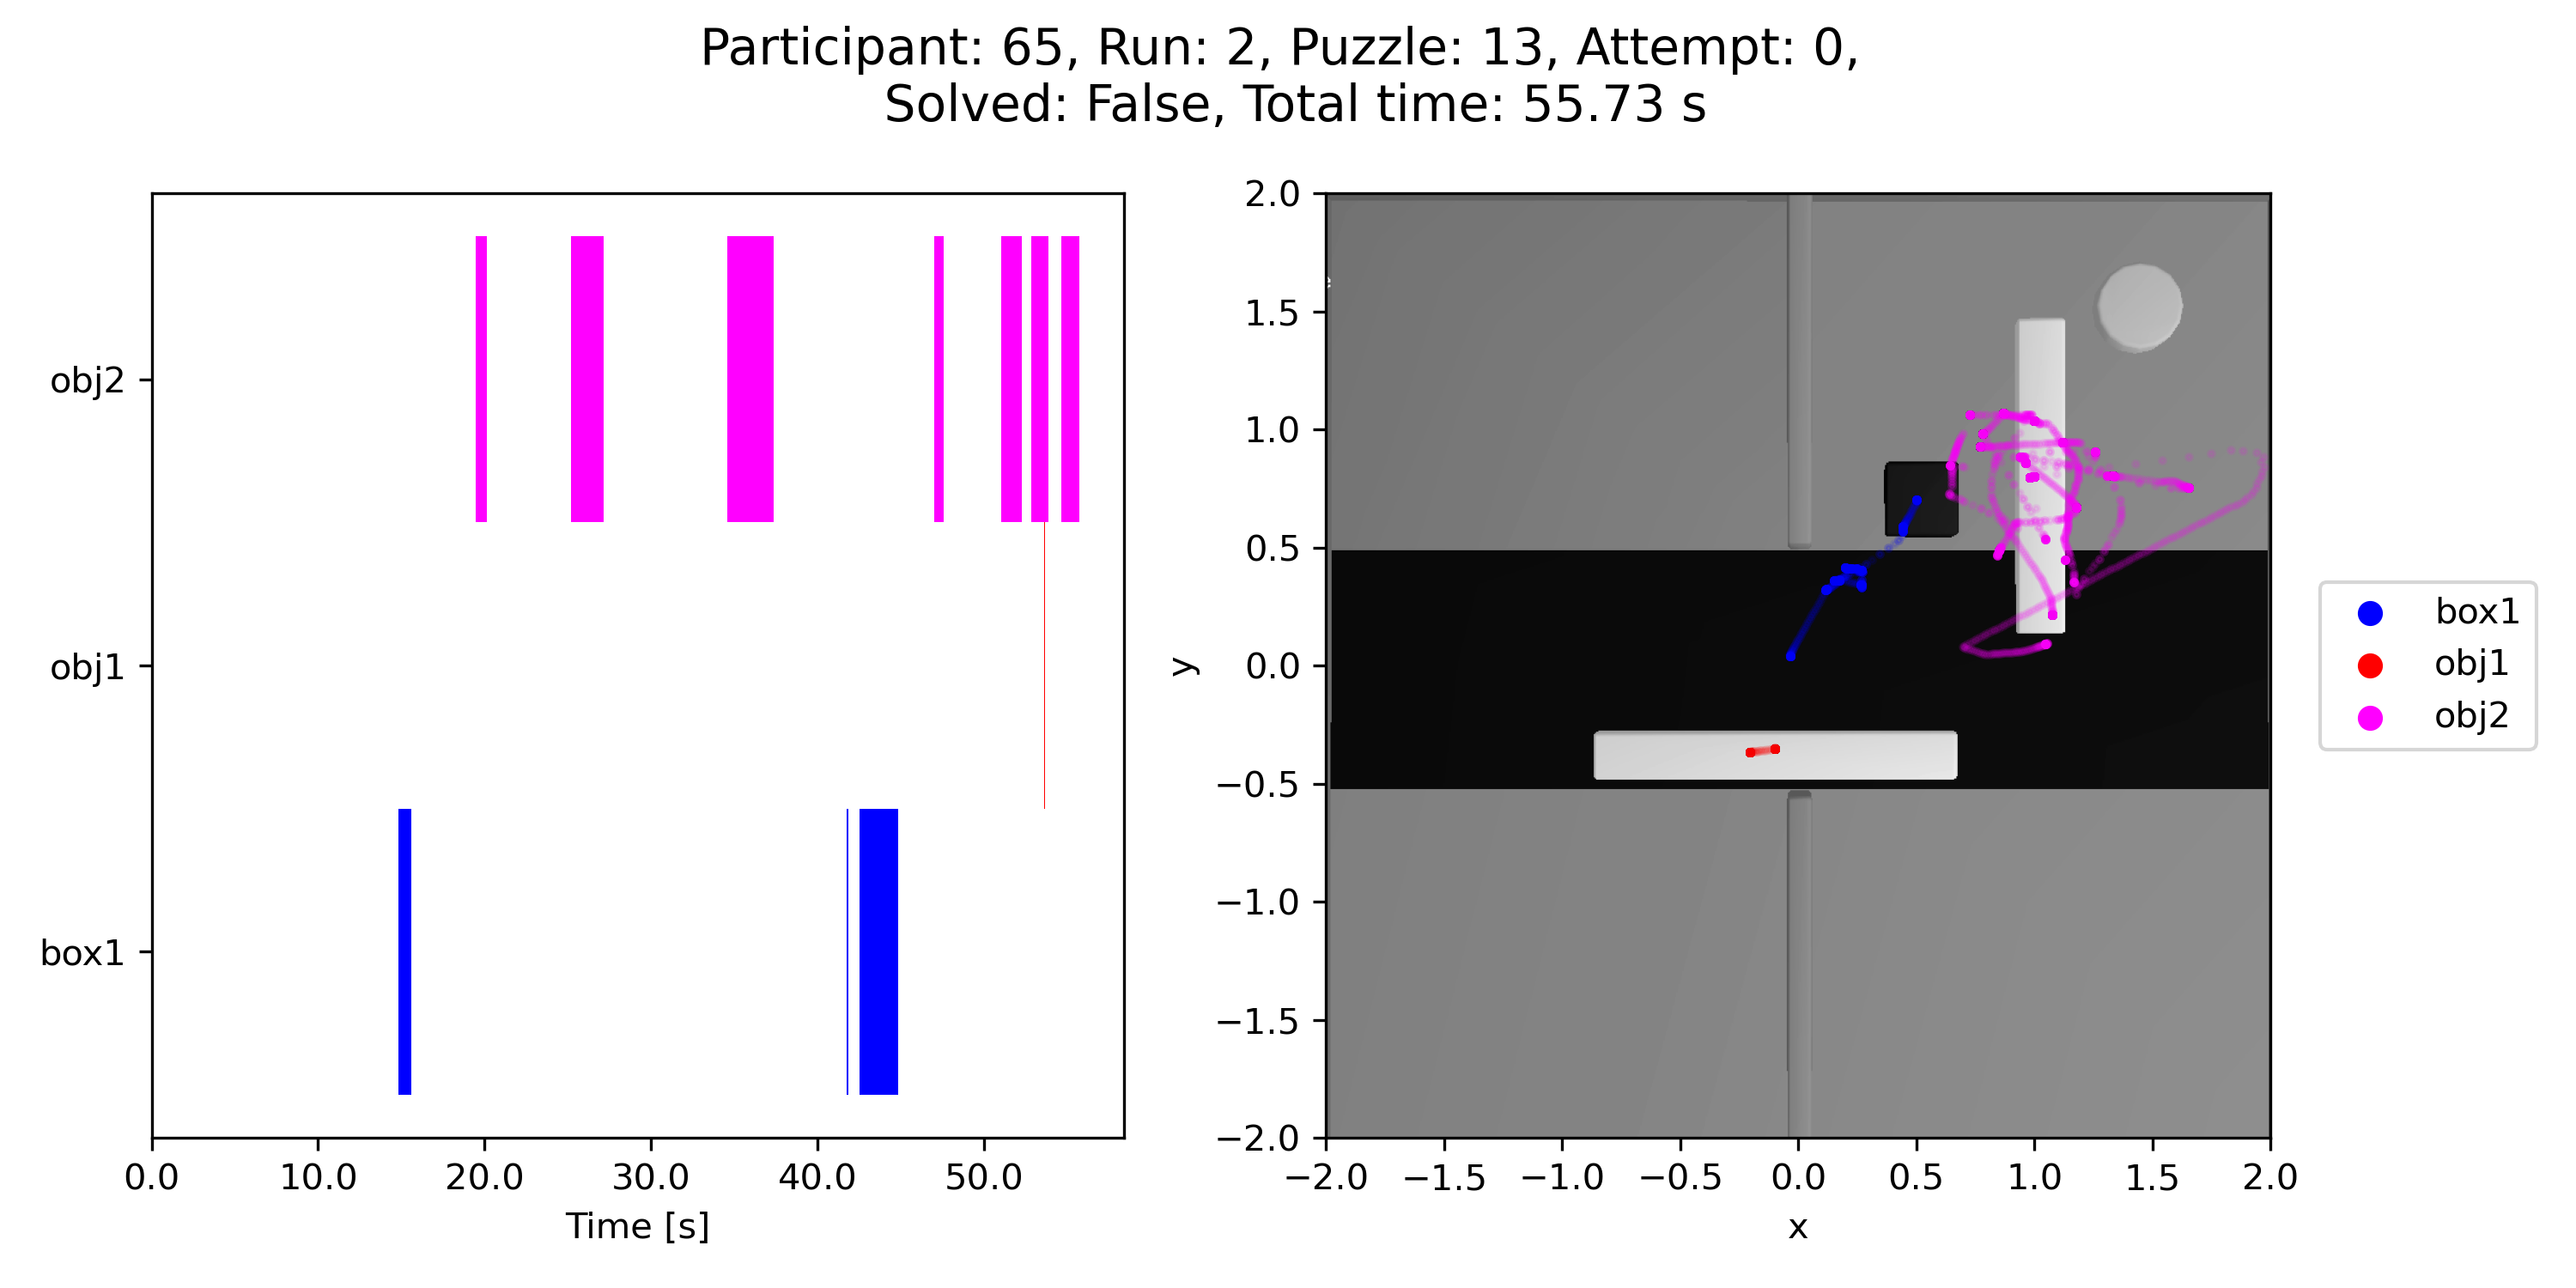 Participant: 65, Run: 2, Puzzle: 13, Attempt: 0,
Solved: False, Total time: 55.73 s
obj2
obj1
box1
0.0 10.0 20.0 30.0 40.0 50.0
Time [s]
2.0
1.5
1.0
0.5
0.0
−0.5
−1.0
−1.5
−2.0
y
−2.0 −1.5 −1.0 −0.5 0.0 0.5 1.0 1.5 2.0
x
box1
obj1
obj2